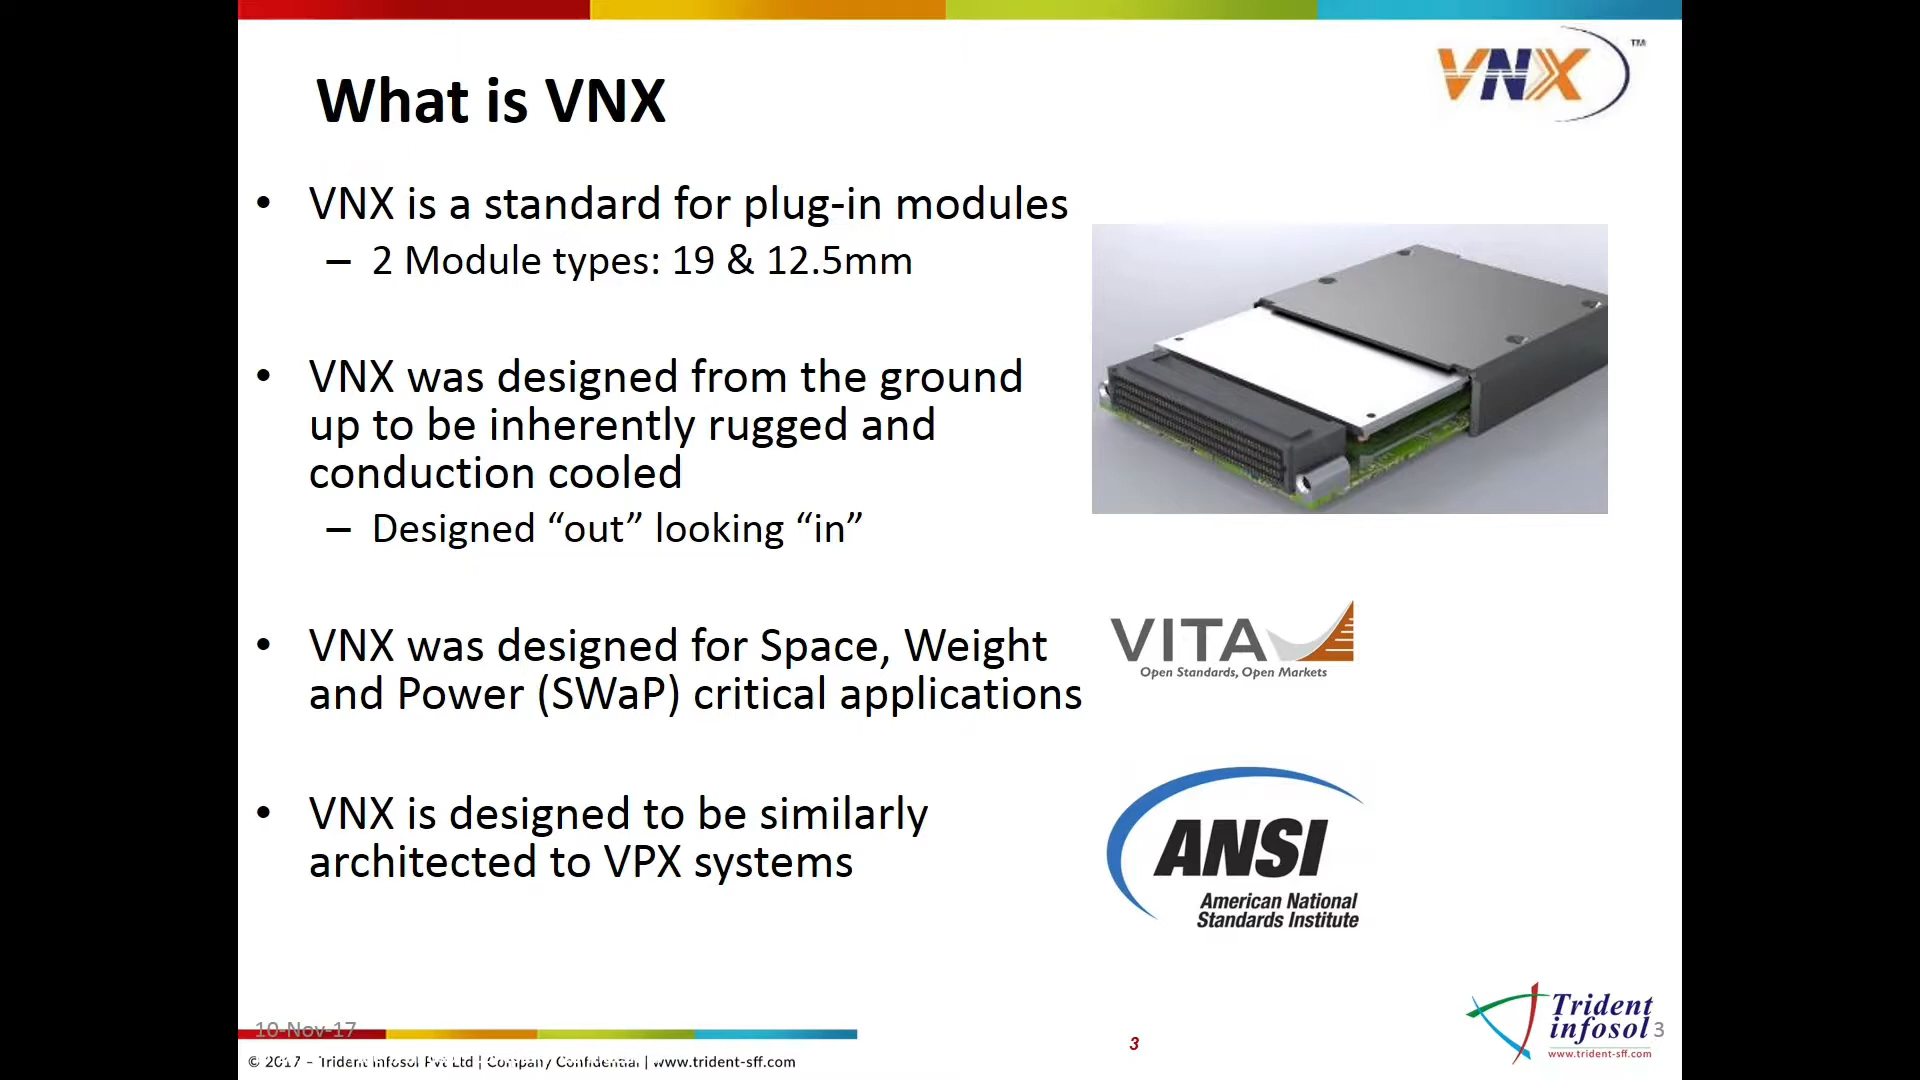 VNX ™
What is VNX
• VNX is a standard for plug-in modules
– 2 Module types: 19 & 12.5mm
• VNX was designed from the ground
up to be inherently rugged and
conduction cooled
– Designed “out” looking “in”
• VNX was designed for Space, Weight
and Power (SWaP) critical applications
• VNX is designed to be similarly
architected to VPX systems
VITA
Open Standards, Open Markets
ANSI
American National
Standards Institute
10-Nov-17
© 2017 – Trident Infosol Pvt Ltd | Company Confidential | www.trident-sff.com
3
Trident
infosol
www.trident-sff.com
3